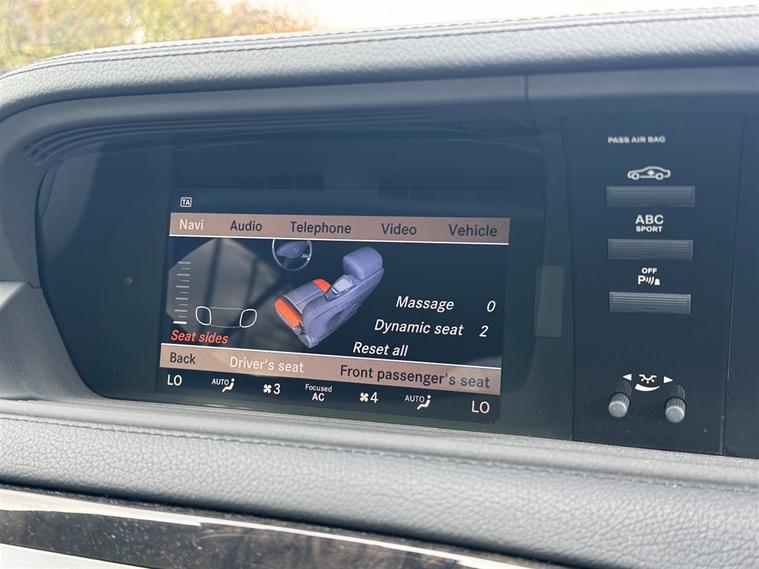 PASS AIR BAG
TA
Navi Audio Telephone Video Vehicle
ABC
SPORT
OFF
P
Massage 0
Dynamic seat 2
Seat sides
Reset all
Back Driver's seat Front passenger's seat
LO AUTO 3 Focused AC 4 AUTO LO